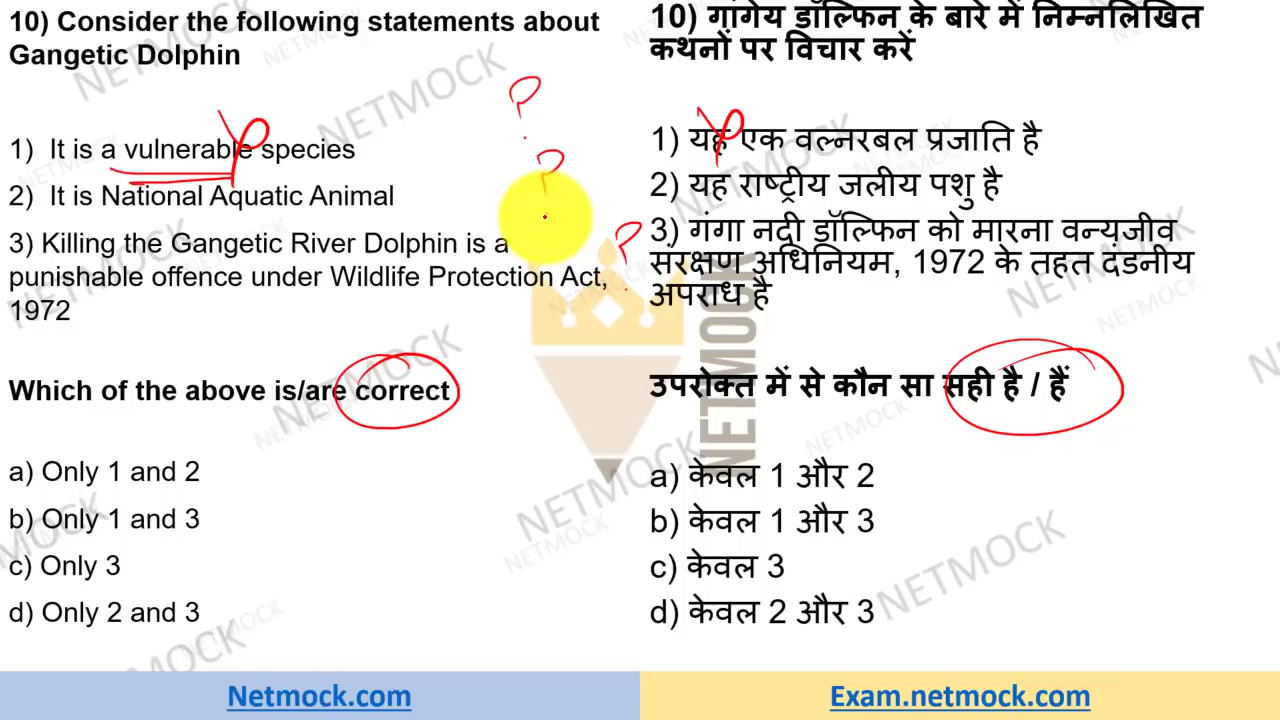 10) Consider the following statements about
Gangetic Dolphin
1) It is a vulnerable species
2) It is National Aquatic Animal
3) Killing the Gangetic River Dolphin is a
punishable offence under Wildlife Protection Act,
1972
Which of the above is/are correct
a) Only 1 and 2
b) Only 1 and 3
c) Only 3
d) Only 2 and 3
10) गांगेय डॉल्फिन के बारे में निम्नलिखित
कथनों पर विचार करें
1) यह एक वल्नरबल प्रजाति है
2) यह राष्ट्रीय जलीय पशु है
3) गंगा नदी डॉल्फिन को मारना वन्यजीव
संरक्षण अधिनियम, 1972 के तहत दंडनीय
अपराध है
उपरोक्त में से कौन सा सही है / हैं
a) केवल 1 और 2
b) केवल 1 और 3
c) केवल 3
d) केवल 2 और 3
? ? ?
NETMOCK
Netmock.com
Exam.netmock.com